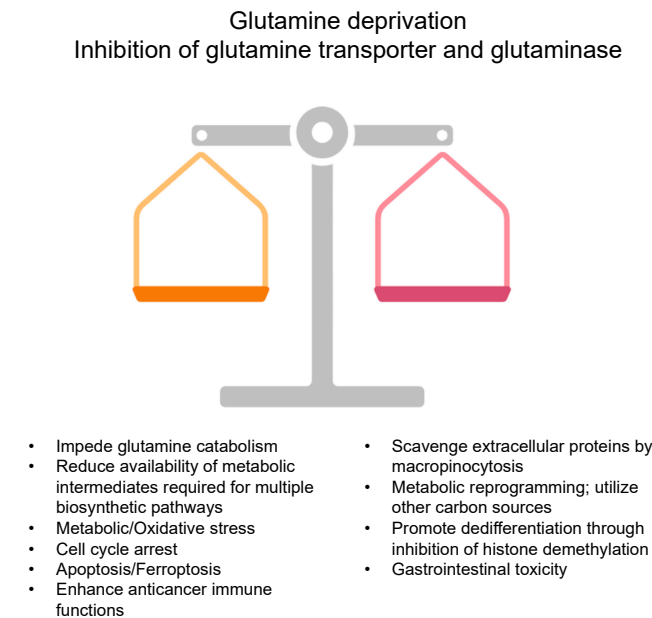 Glutamine deprivation
Inhibition of glutamine transporter and glutaminase
• Impede glutamine catabolism
• Reduce availability of metabolic
intermediates required for multiple
biosynthetic pathways
• Metabolic/Oxidative stress
• Cell cycle arrest
• Apoptosis/Ferroptosis
• Enhance anticancer immune
functions
• Scavenge extracellular proteins by
macropinocytosis
• Metabolic reprogramming; utilize
other carbon sources
• Promote dedifferentiation through
inhibition of histone demethylation
• Gastrointestinal toxicity